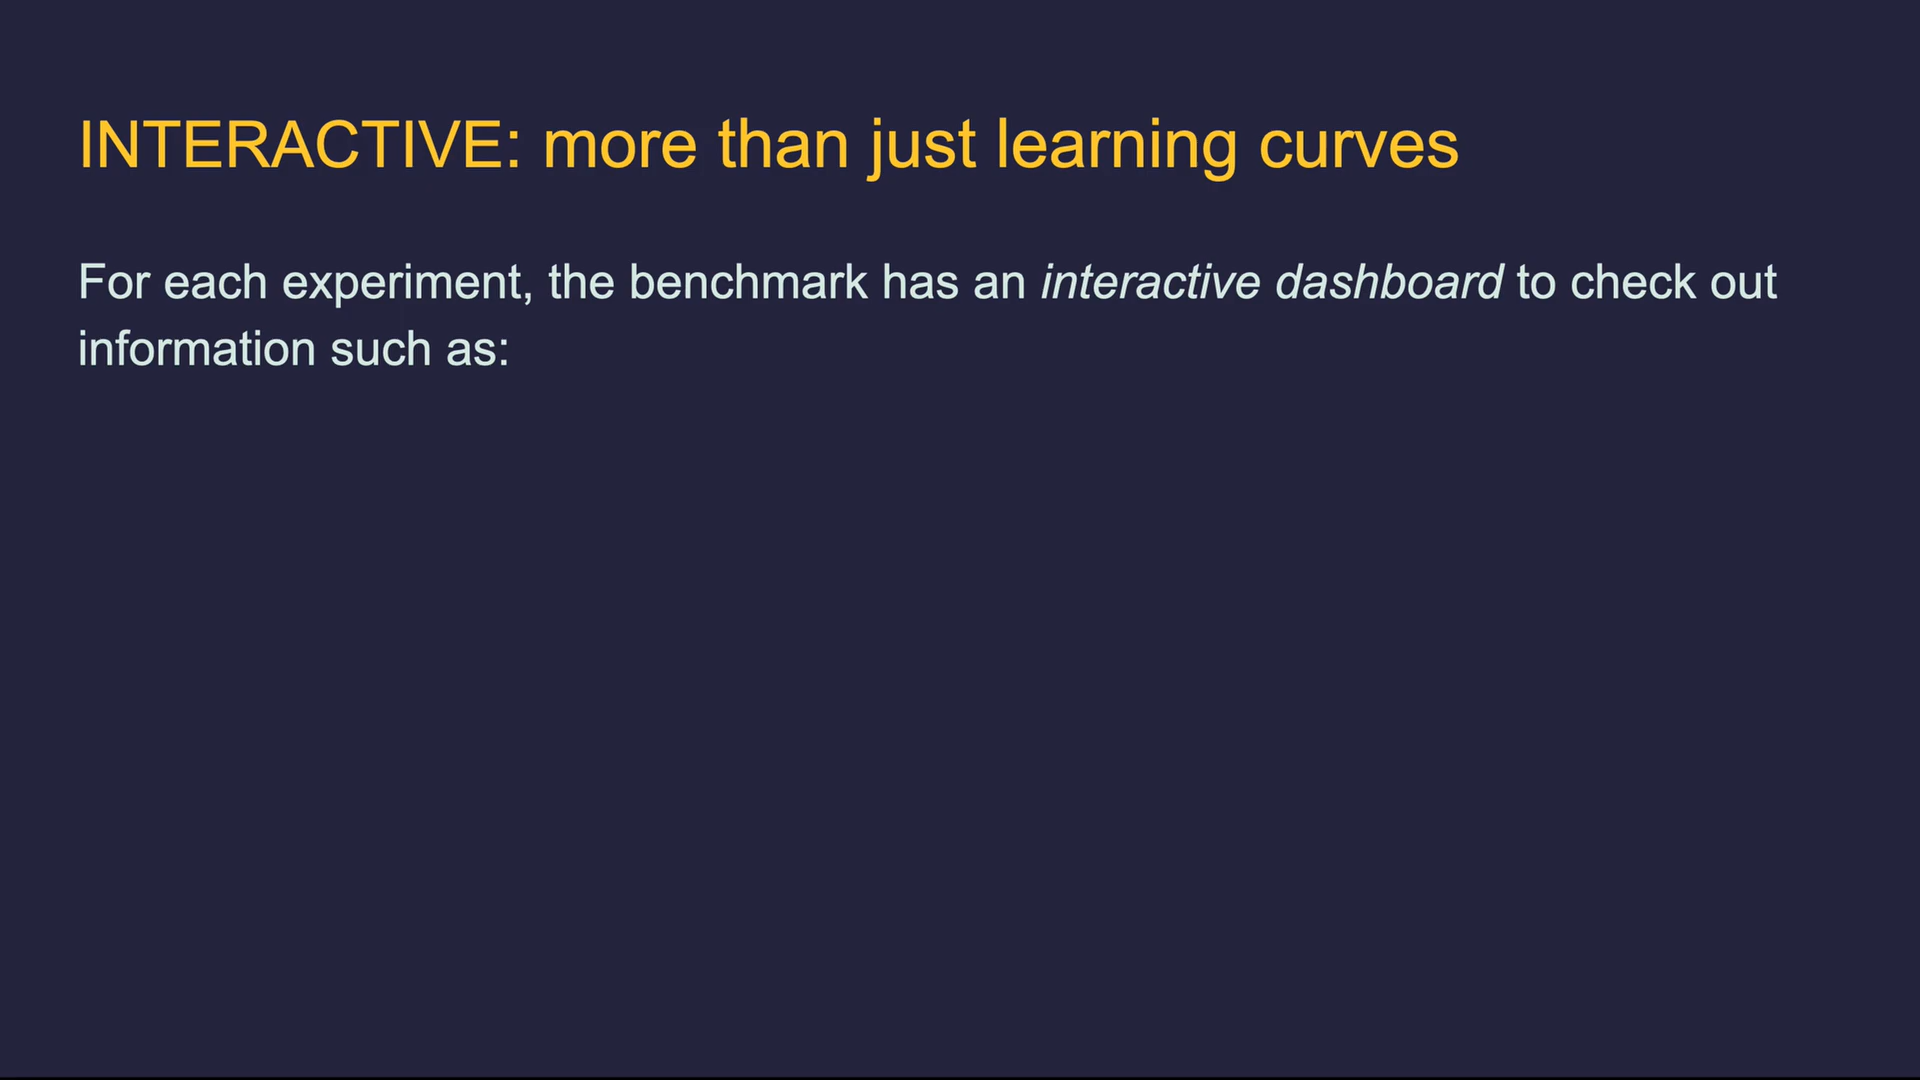 INTERACTIVE: more than just learning curves
For each experiment, the benchmark has an interactive dashboard to check out
information such as: